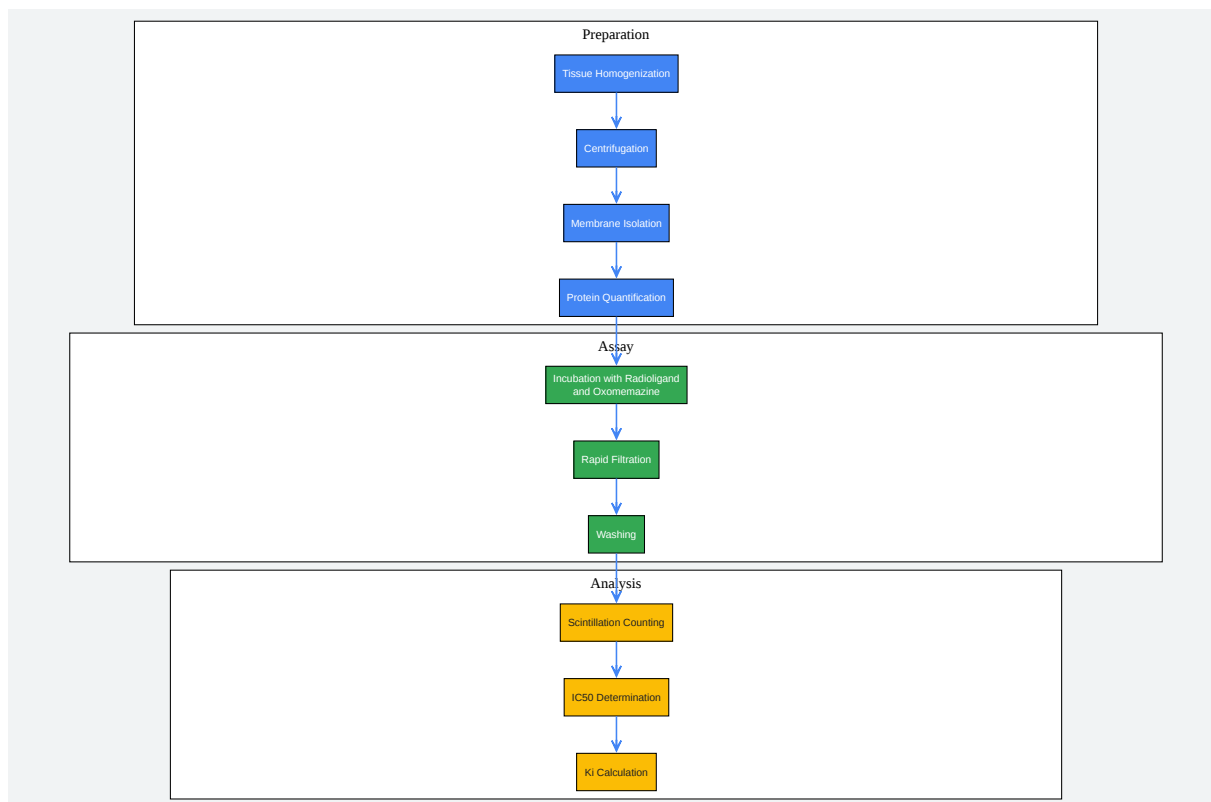 Preparation
Tissue Homogenization
Centrifugation
Membrane Isolation
Protein Quantification
Assay
Incubation with Radioligand
and Oxomemazine
Rapid Filtration
Washing
Analysis
Scintillation Counting
IC50 Determination
Ki Calculation